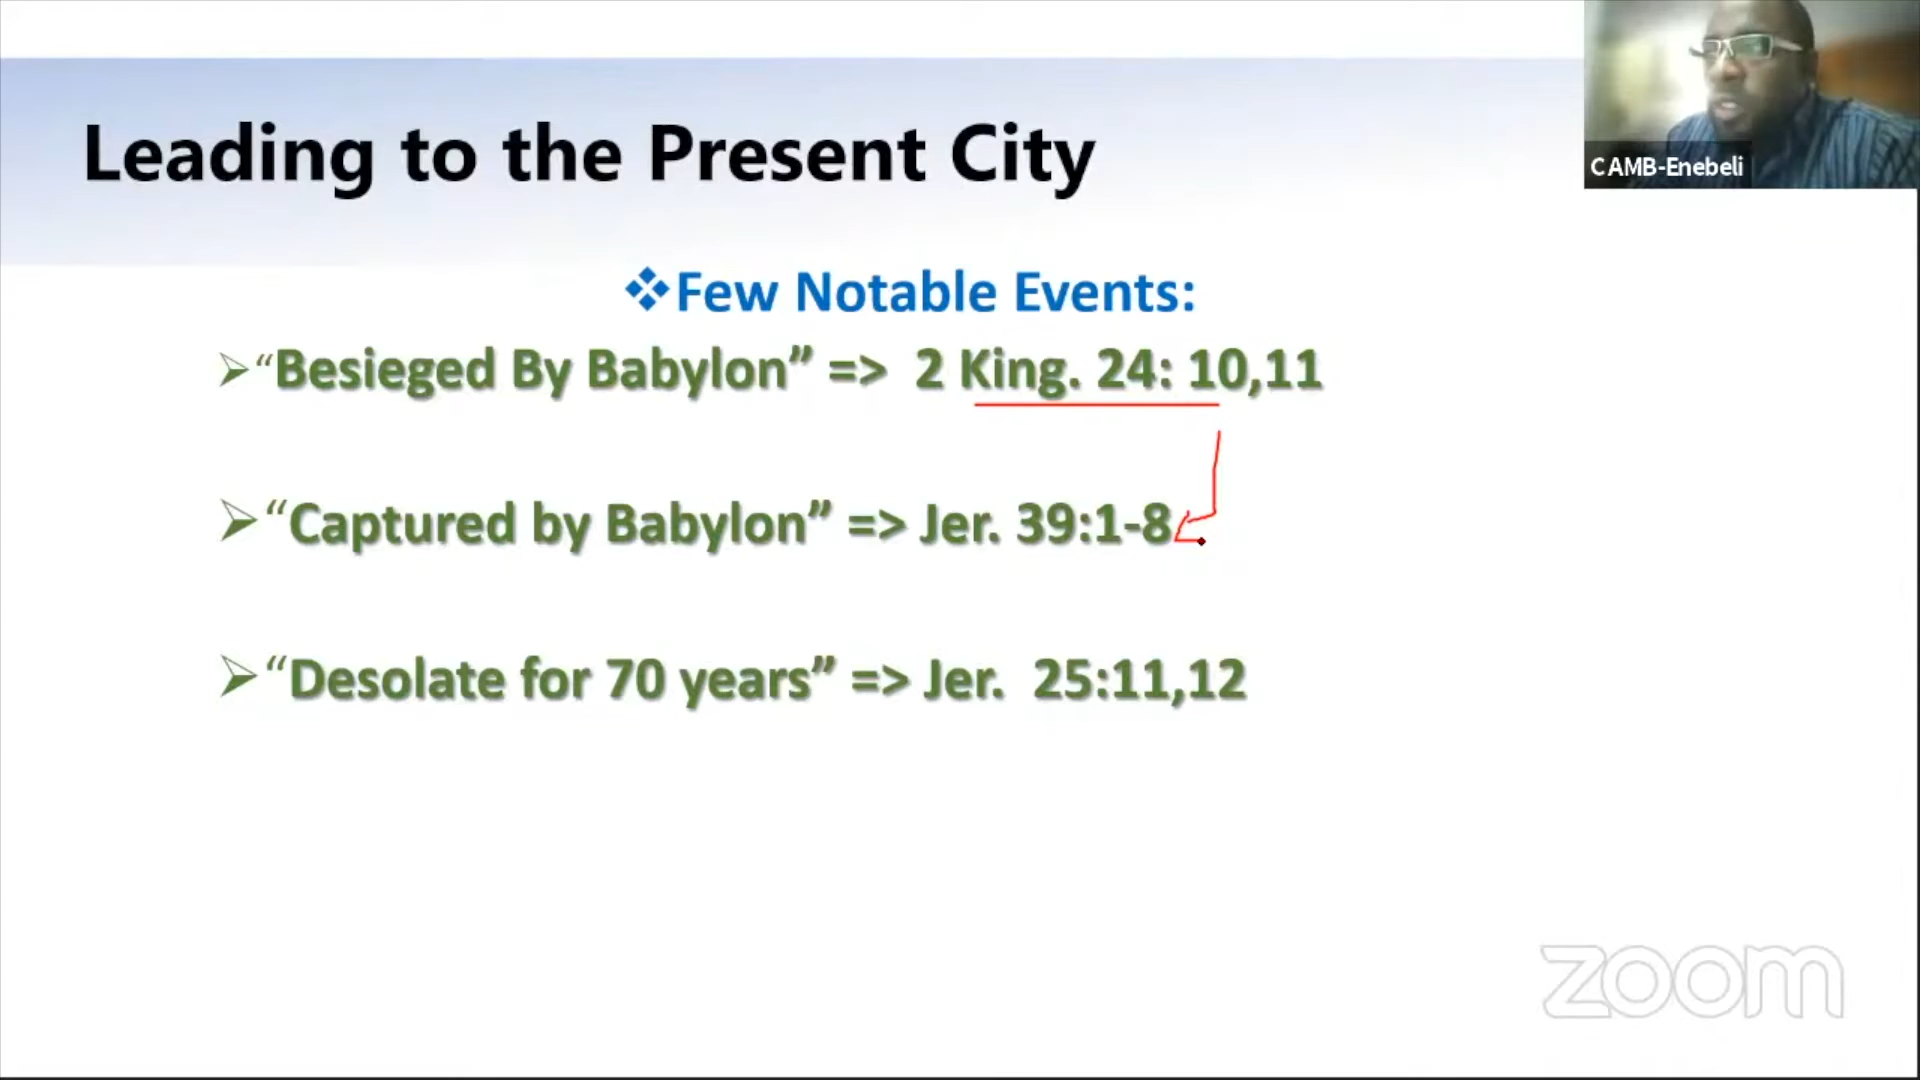 CAMB-Enebeli
Leading to the Present City
❖Few Notable Events:
➢“Besieged By Babylon” => 2 King. 24: 10,11
➢“Captured by Babylon” => Jer. 39:1-8
➢“Desolate for 70 years” => Jer. 25:11,12
zoom